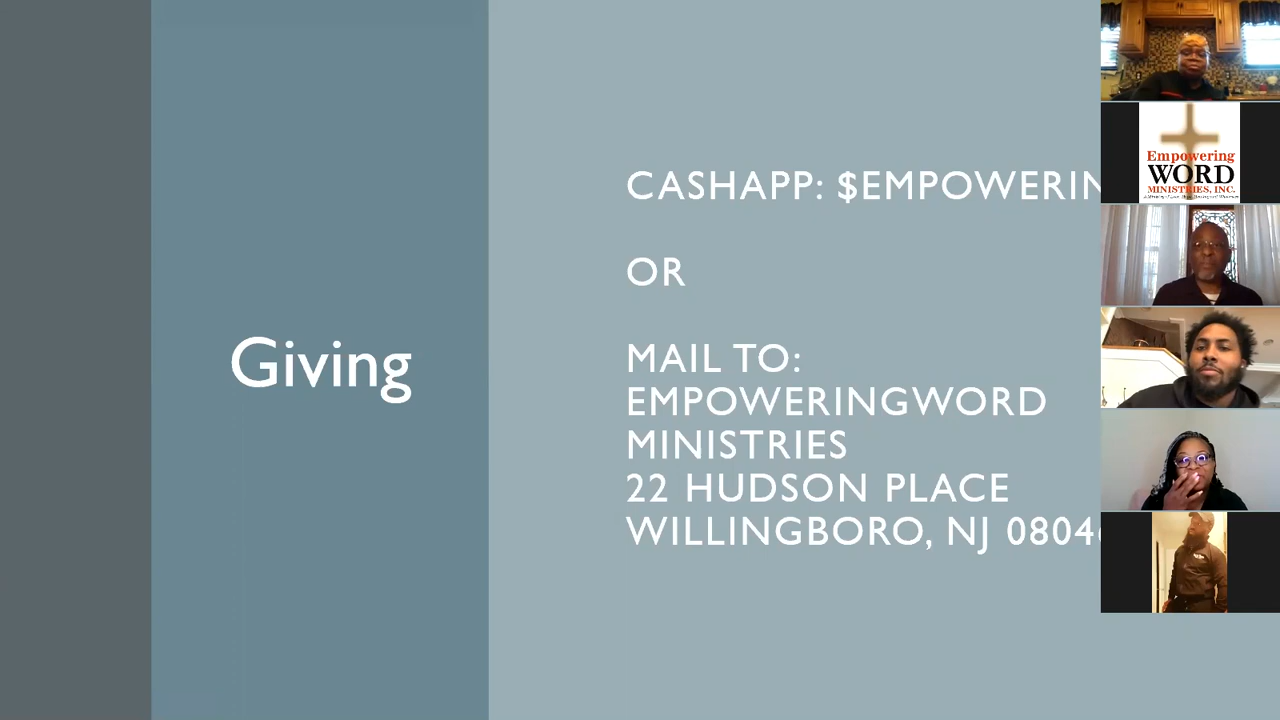 Giving
CASHAPP: $EMPOWERIN
OR
MAIL TO:
EMPOWERINGWORD
MINISTRIES
22 HUDSON PLACE
WILLINGBORO, NJ 0804
Empowering
WORD
MINISTRIES, INC.